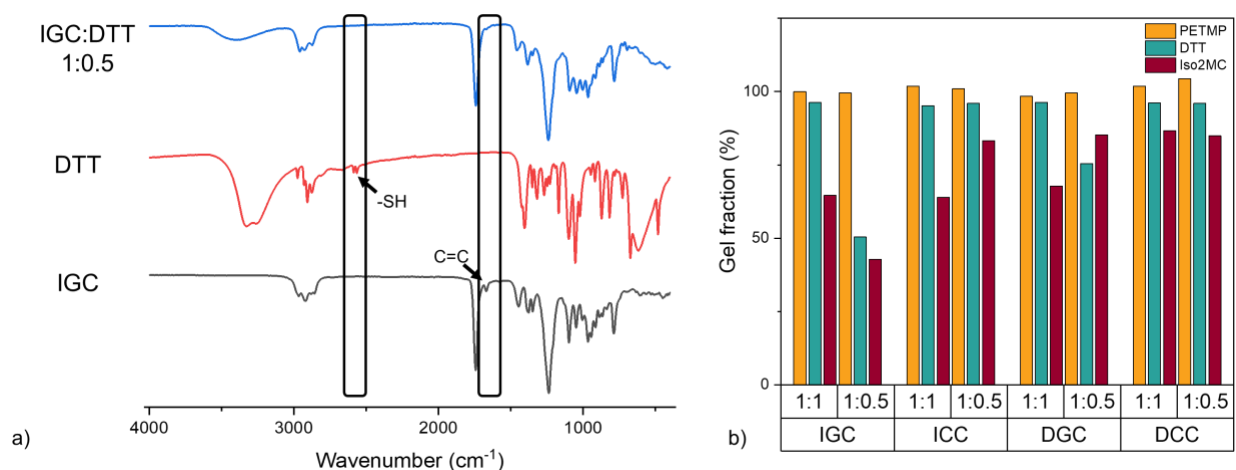 IGC:DTT
1:0.5
DTT
-SH
C=C
IGC
4000 3000 2000 1000
Wavenumber (cm⁻¹)
a)
PETMP
DTT
Iso2MC
Gel fraction (%)
100
50
0
1:1 1:0.5 1:1 1:0.5 1:1 1:0.5 1:1 1:0.5
IGC ICC DGC DCC
b)